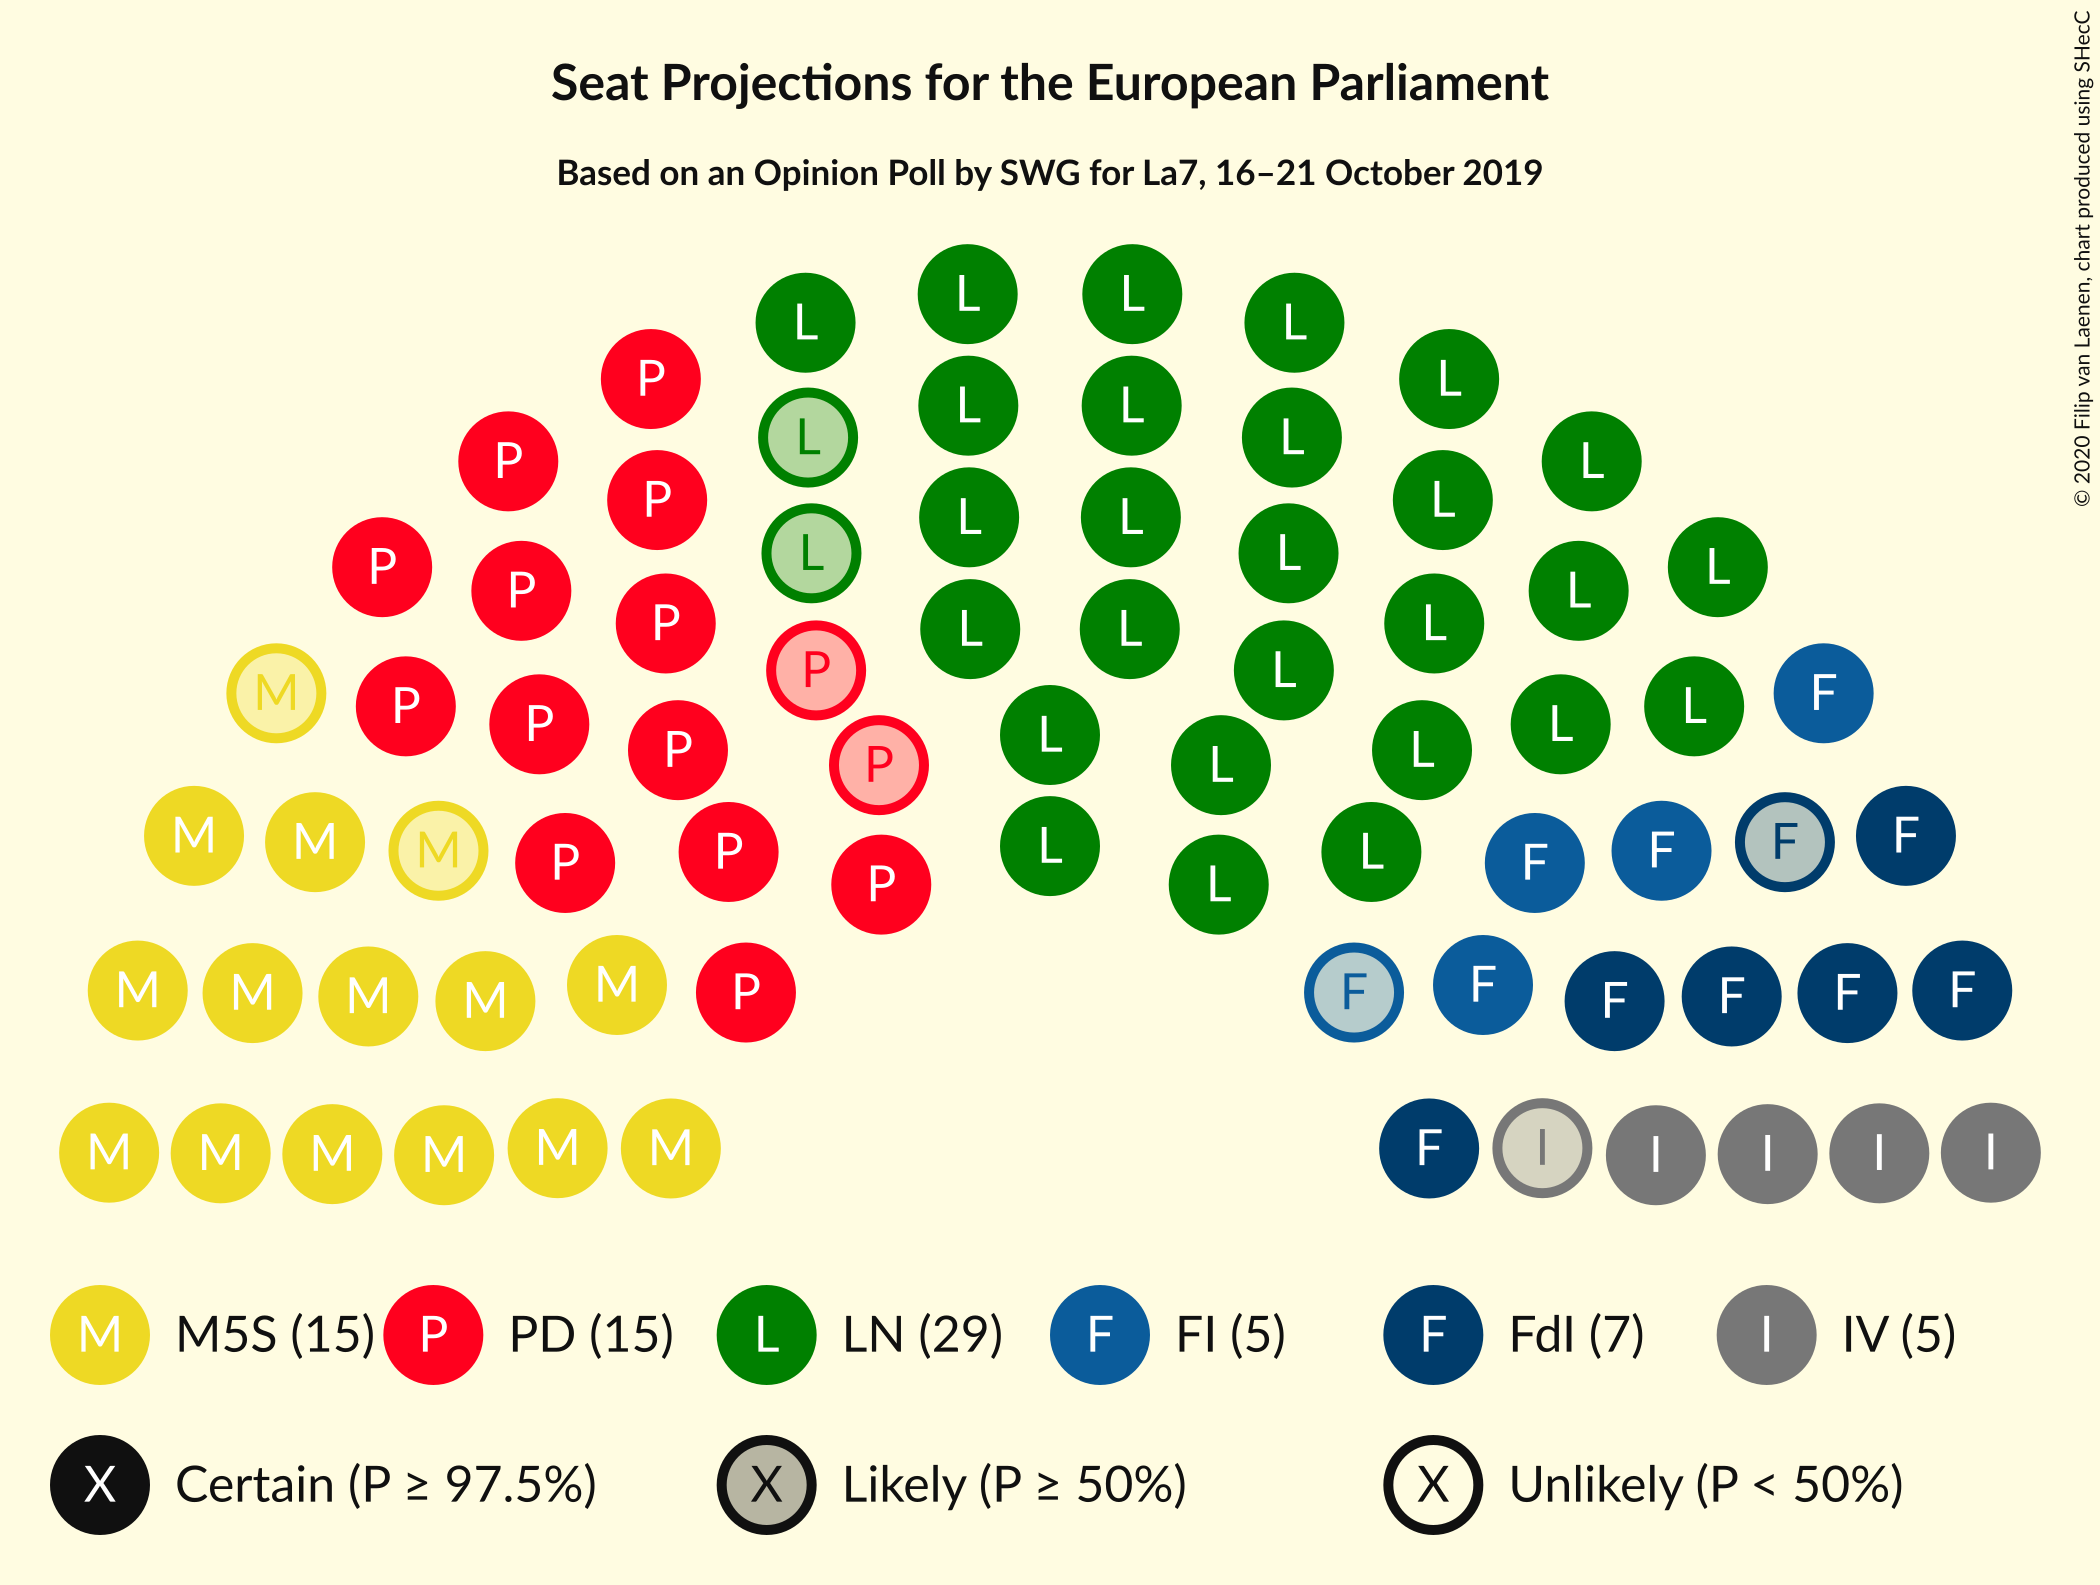 Seat Projections for the European Parliament
Based on an Opinion Poll by SWG for La7, 16–21 October 2019
© 2020 Filip van Laenen, chart produced using SHecC
L L L L
P L
L L L L
P L
P L L
L L L L
P L
P P L L
P L L P L
M P F
P L L L
P P L L
P L
M M M P P L L F F F F
P L L
M M M M M P F F F F F F
M M M M M M F I I I I I
M M5S (15) P PD (15) L LN (29) F FI (5) F FdI (7) I IV (5)
X Certain (P ≥ 97.5%) X Likely (P ≥ 50%) X Unlikely (P < 50%)